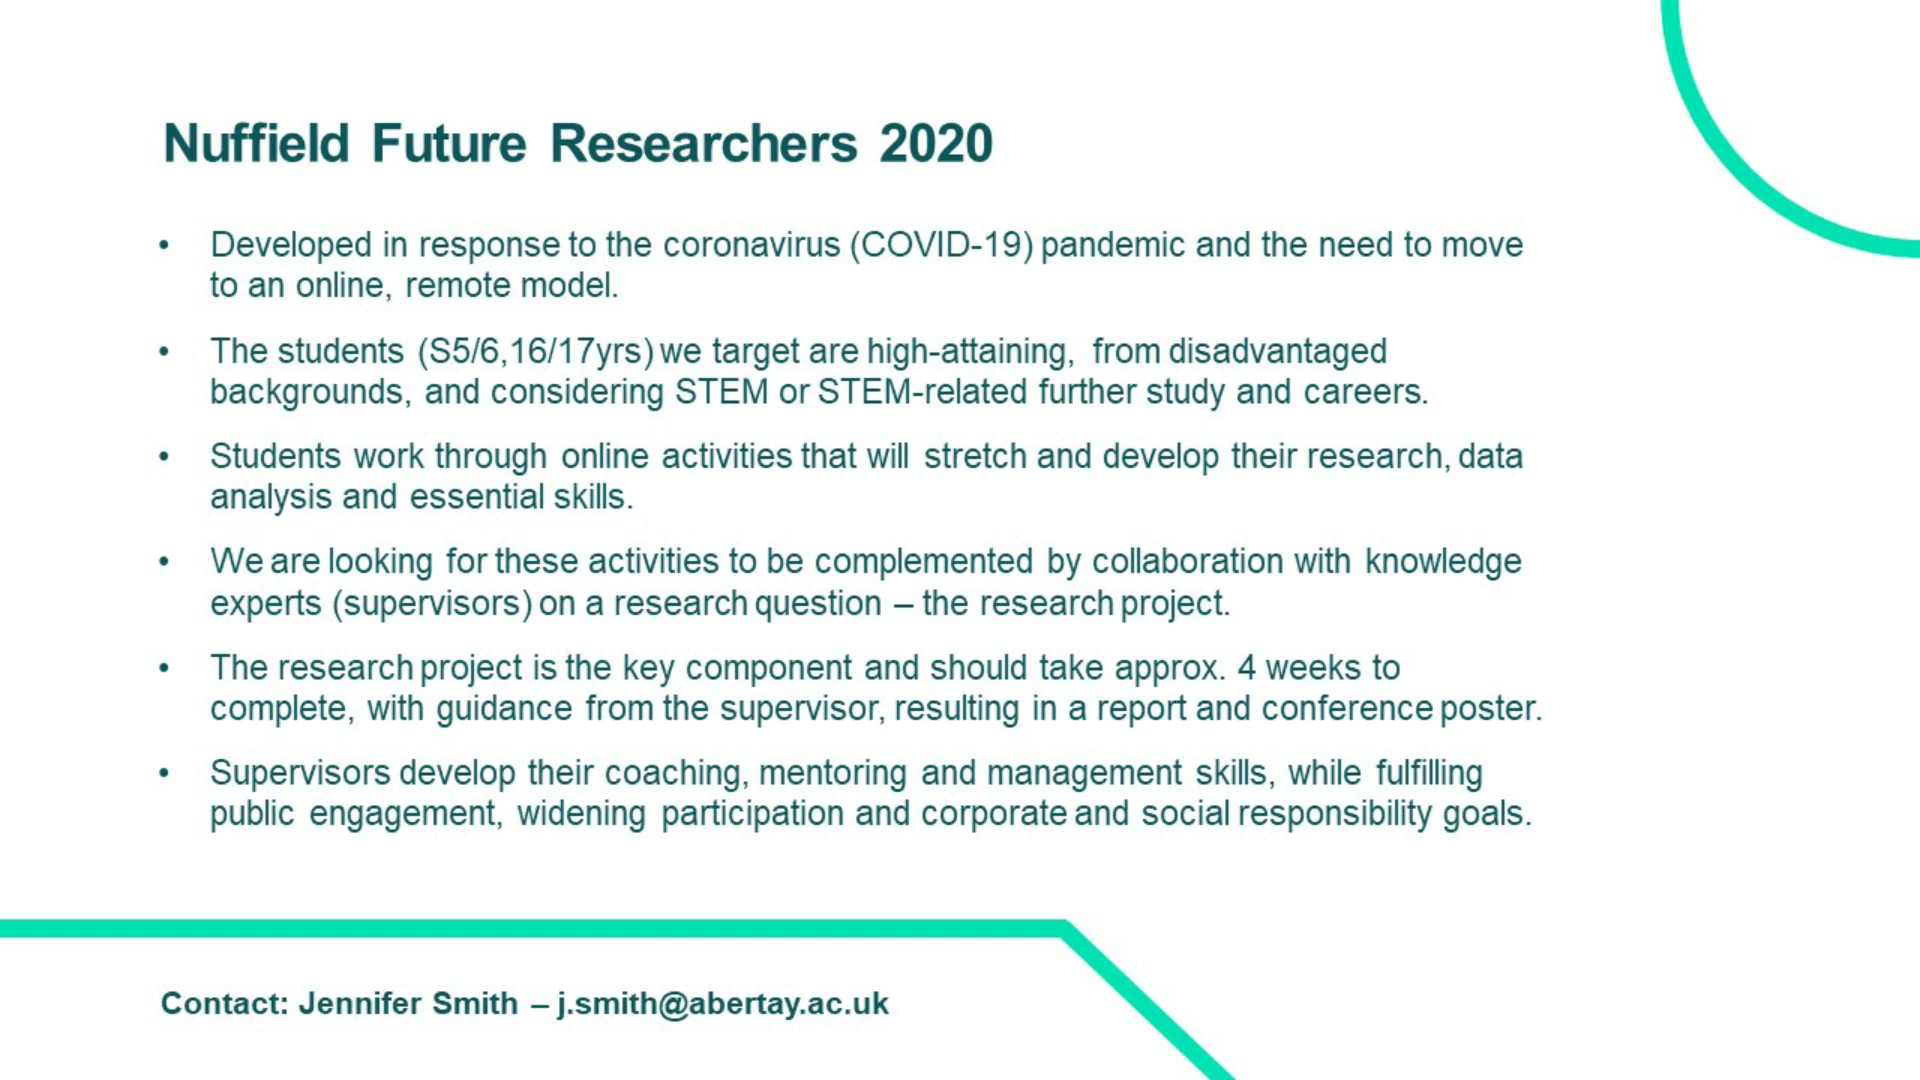 Nuffield Future Researchers 2020
• Developed in response to the coronavirus (COVID-19) pandemic and the need to move
to an online, remote model.
• The students (S5/6,16/17yrs) we target are high-attaining, from disadvantaged
backgrounds, and considering STEM or STEM-related further study and careers.
• Students work through online activities that will stretch and develop their research, data
analysis and essential skills.
• We are looking for these activities to be complemented by collaboration with knowledge
experts (supervisors) on a research question – the research project.
• The research project is the key component and should take approx. 4 weeks to
complete, with guidance from the supervisor, resulting in a report and conference poster.
• Supervisors develop their coaching, mentoring and management skills, while fulfilling
public engagement, widening participation and corporate and social responsibility goals.
Contact: Jennifer Smith – j.smith@abertay.ac.uk